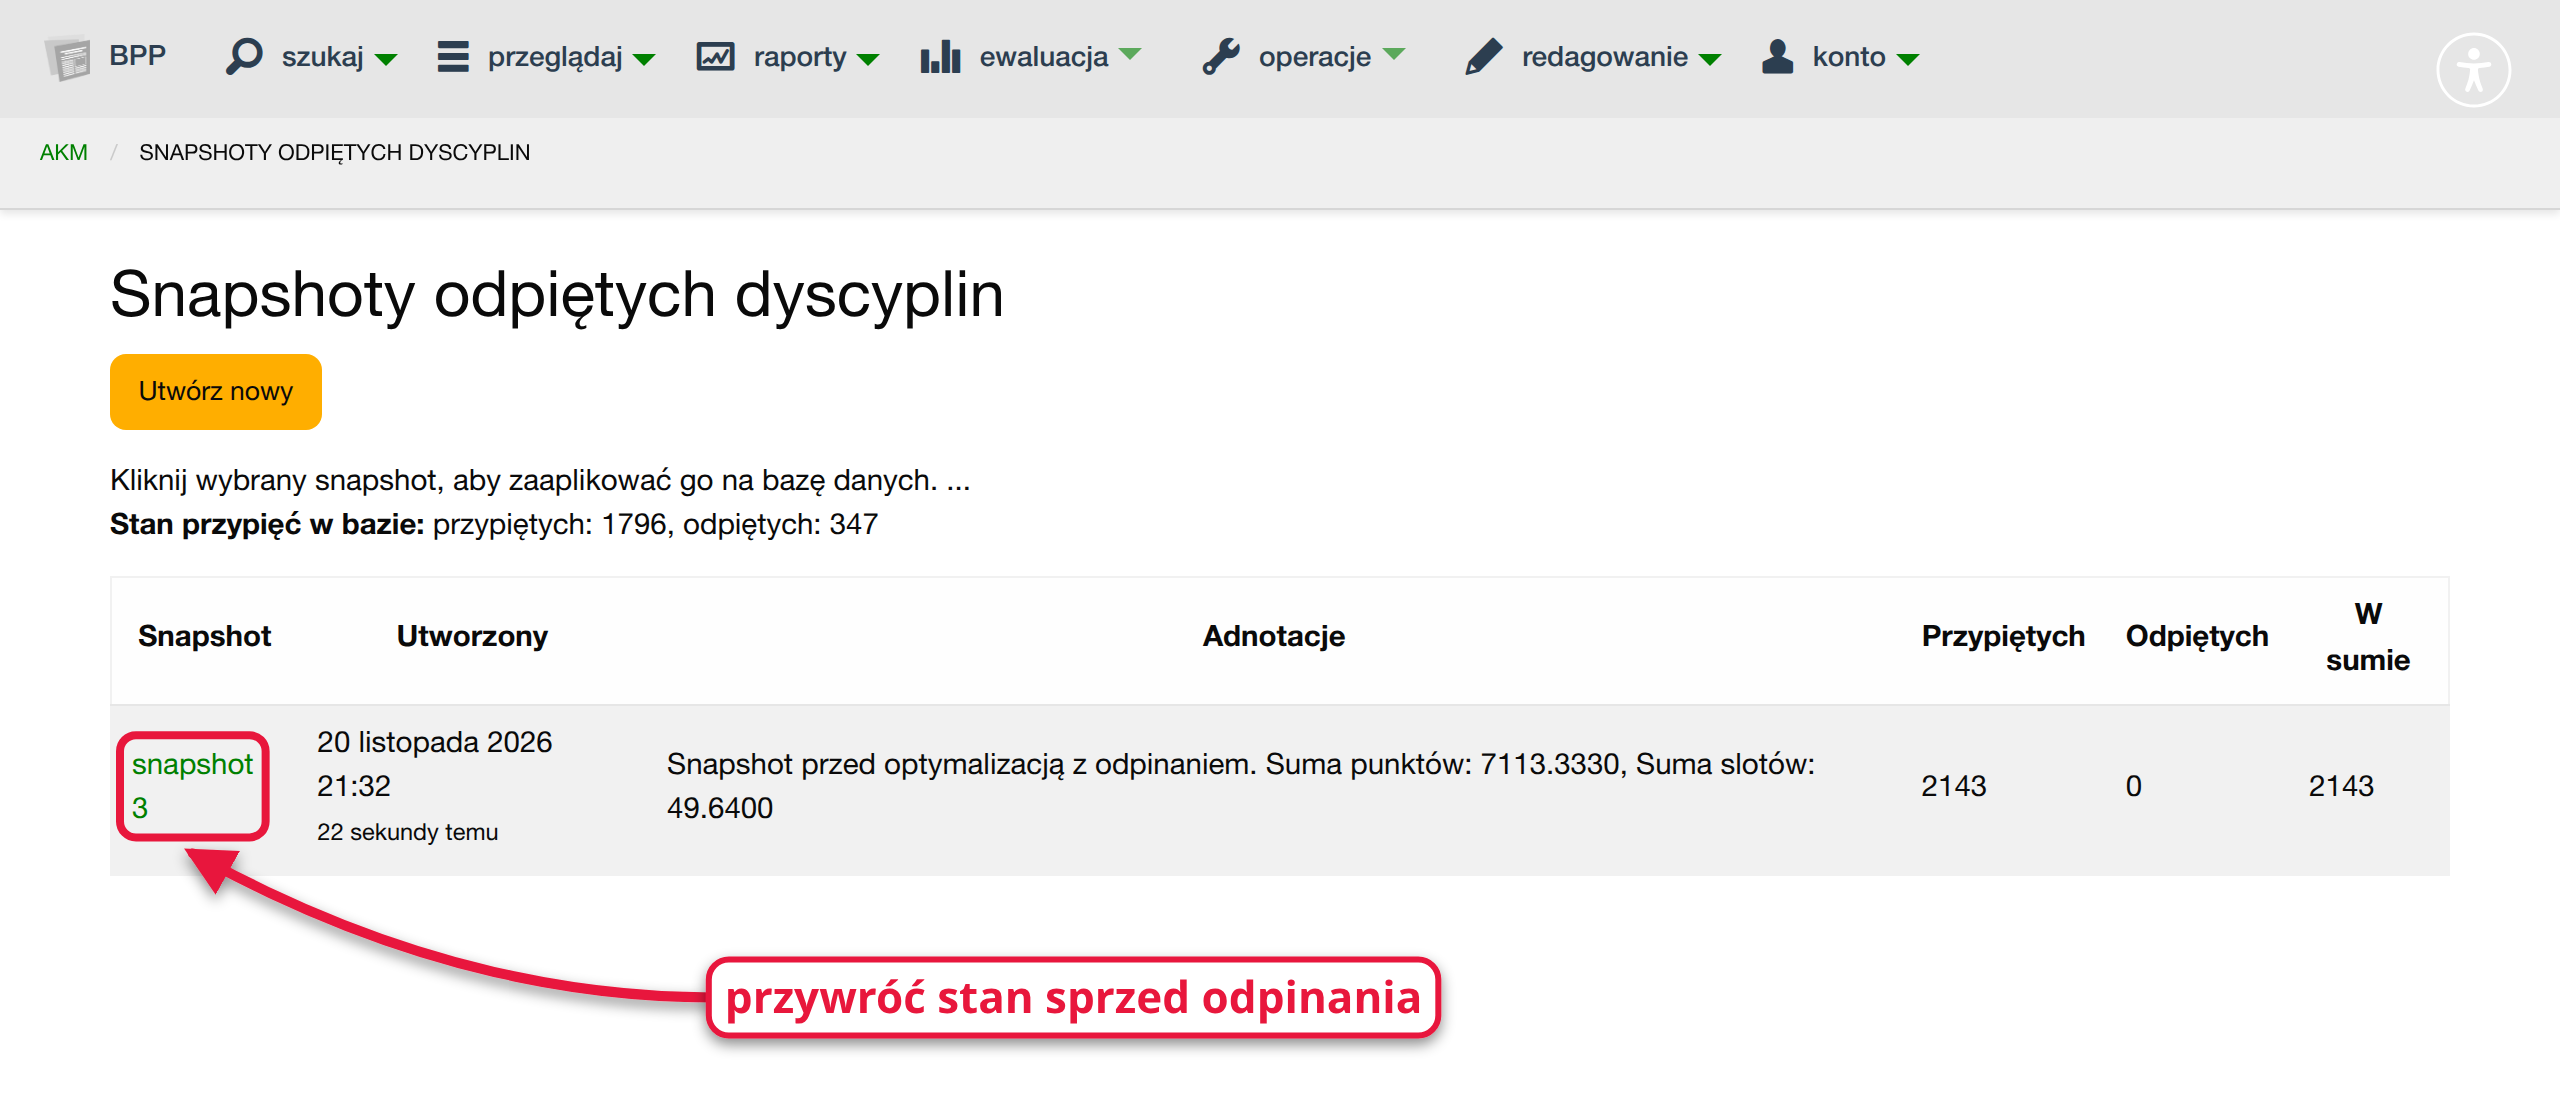 BPP szukaj przeglądaj raporty ewaluacja operacje redagowanie konto
AKM / SNAPSHOTY ODPIĘTYCH DYSCYPLIN
Snapshoty odpiętych dyscyplin
Utwórz nowy
Kliknij wybrany snapshot, aby zaaplikować go na bazę danych. ...
Stan przypięć w bazie: przypiętych: 1796, odpiętych: 347
Snapshot Utworzony Adnotacje Przypiętych Odpiętych W
sumie
snapshot
3
20 listopada 2026
21:32
22 sekundy temu
Snapshot przed optymalizacją z odpinaniem. Suma punktów: 7113.3330, Suma slotów:
49.6400
2143
0
2143
przywróć stan sprzed odpinania